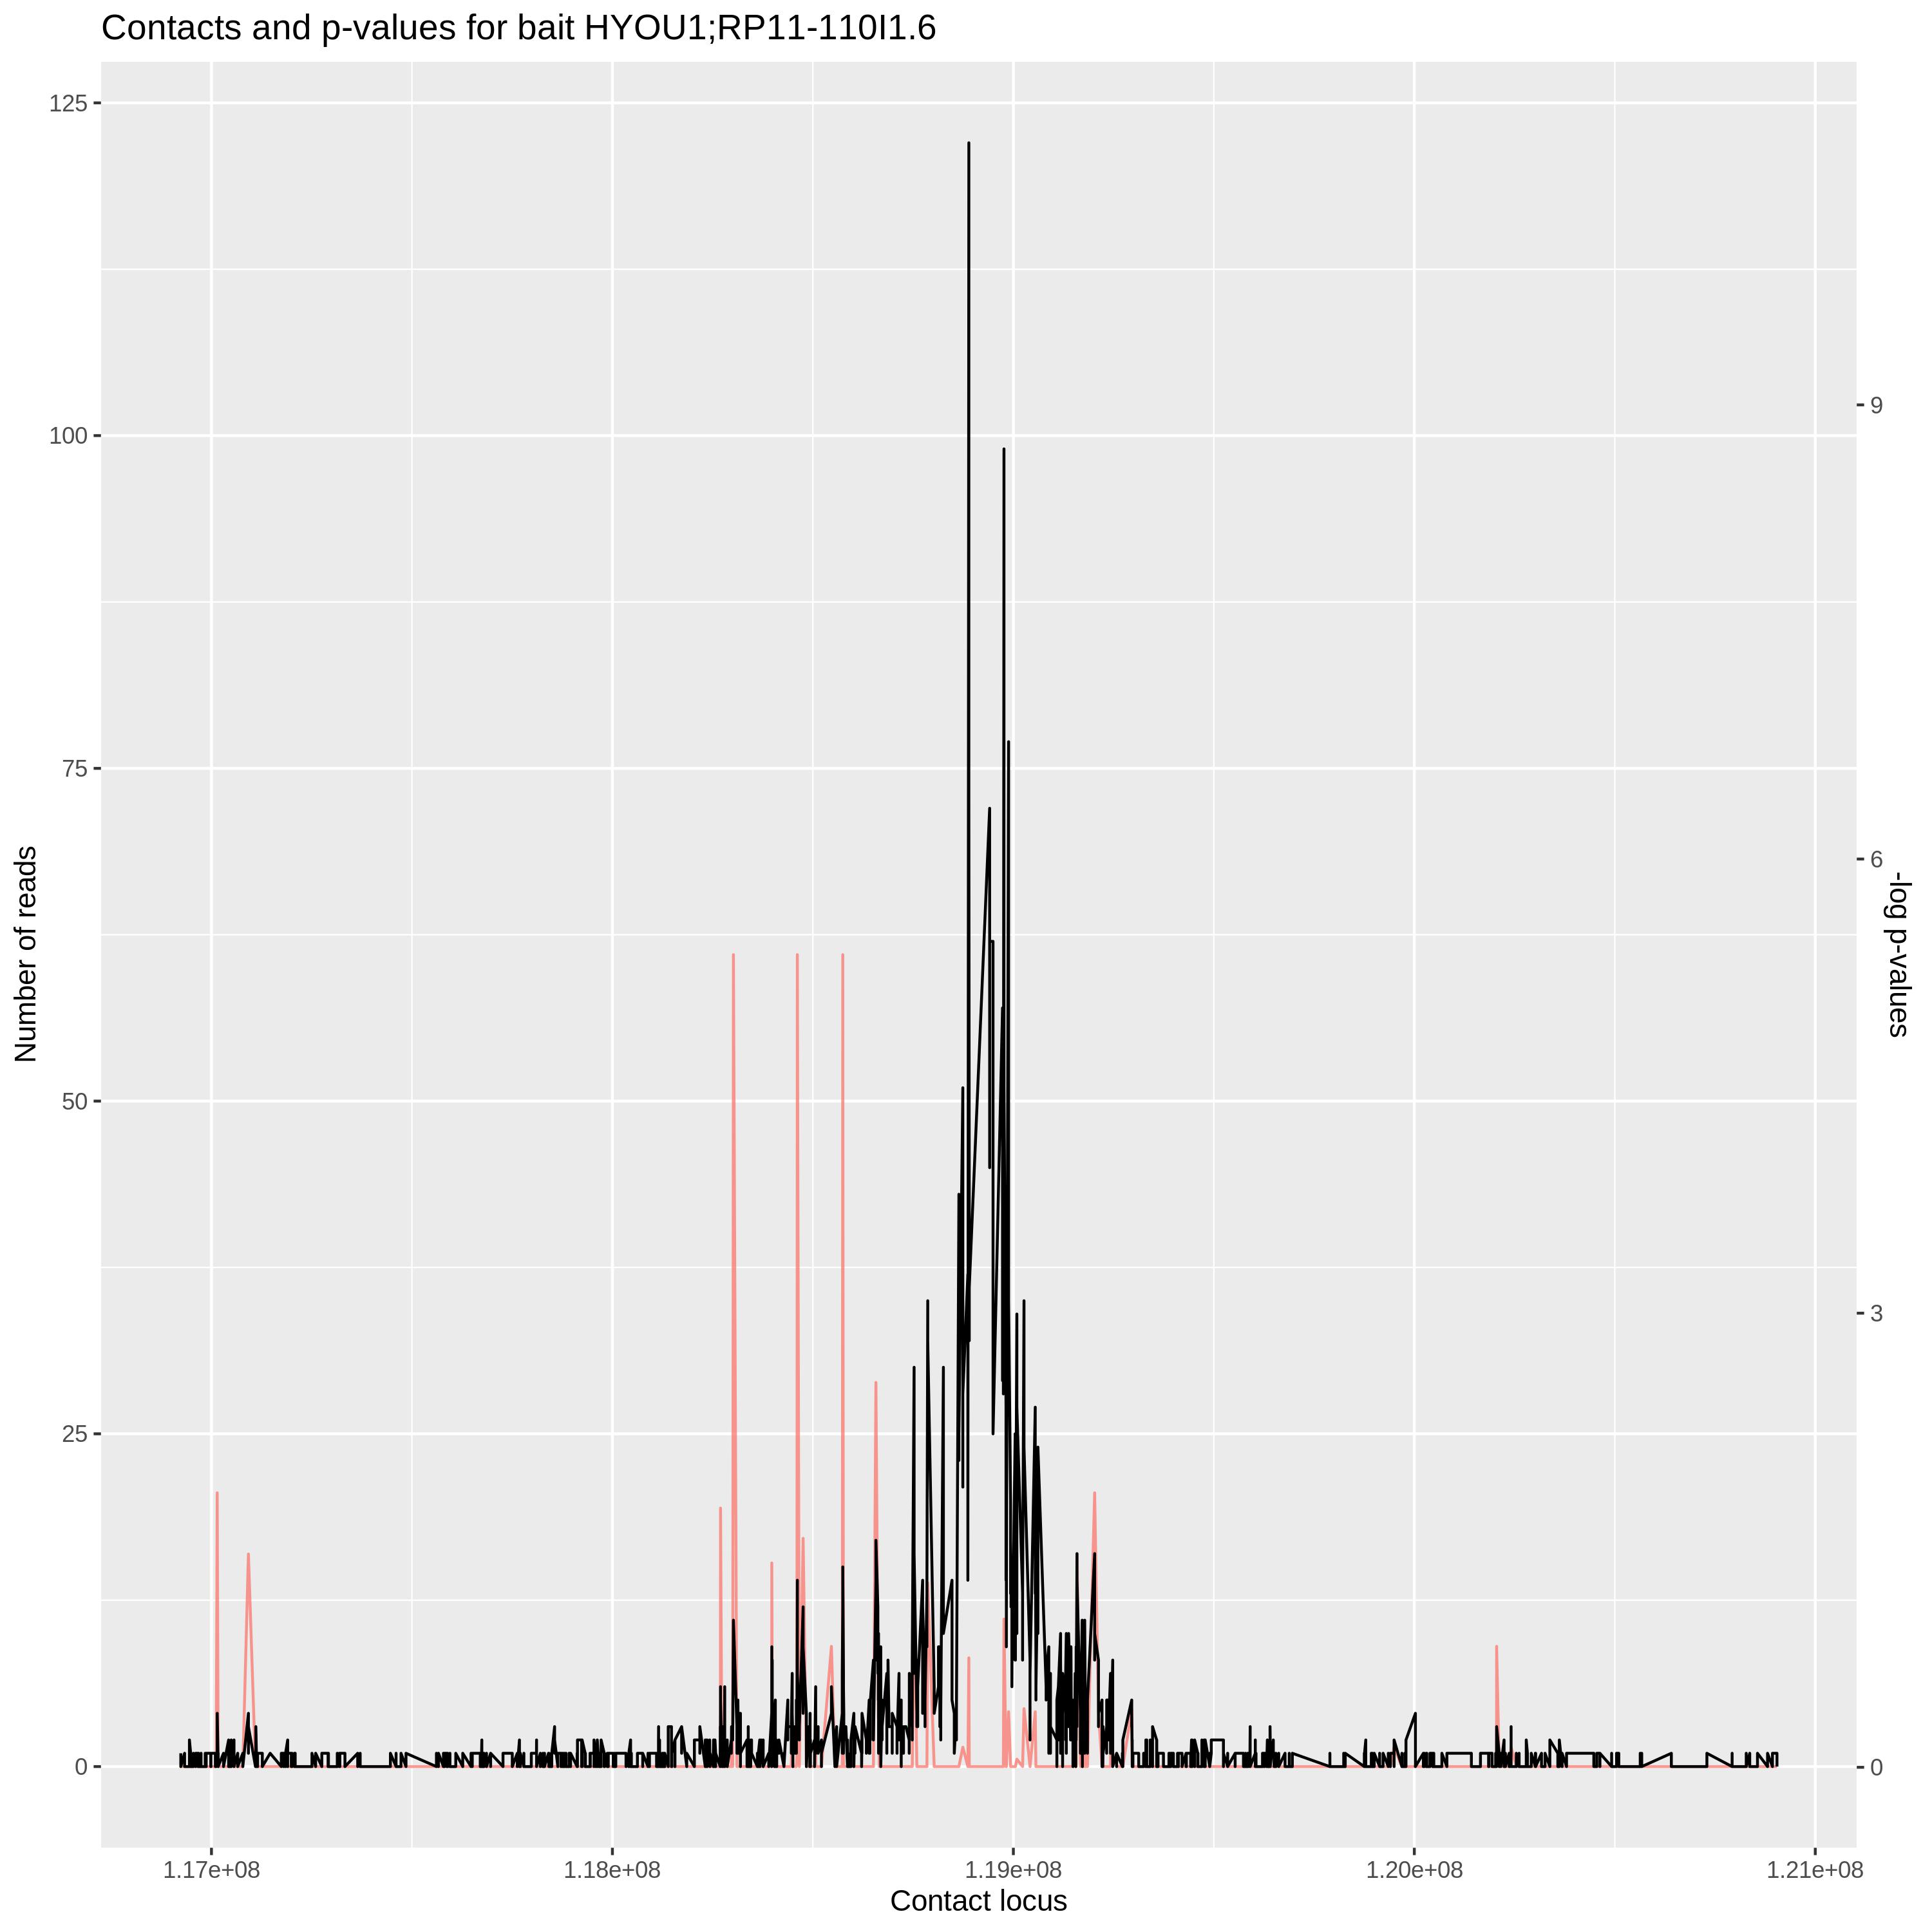 Contacts and p-values for bait HYOU1;RP11-110I1.6
125
100
75
50
25
0
Number of reads
9
6
3
0
-log p-values
1.17e+08
1.18e+08
1.19e+08
1.20e+08
1.21e+08
Contact locus